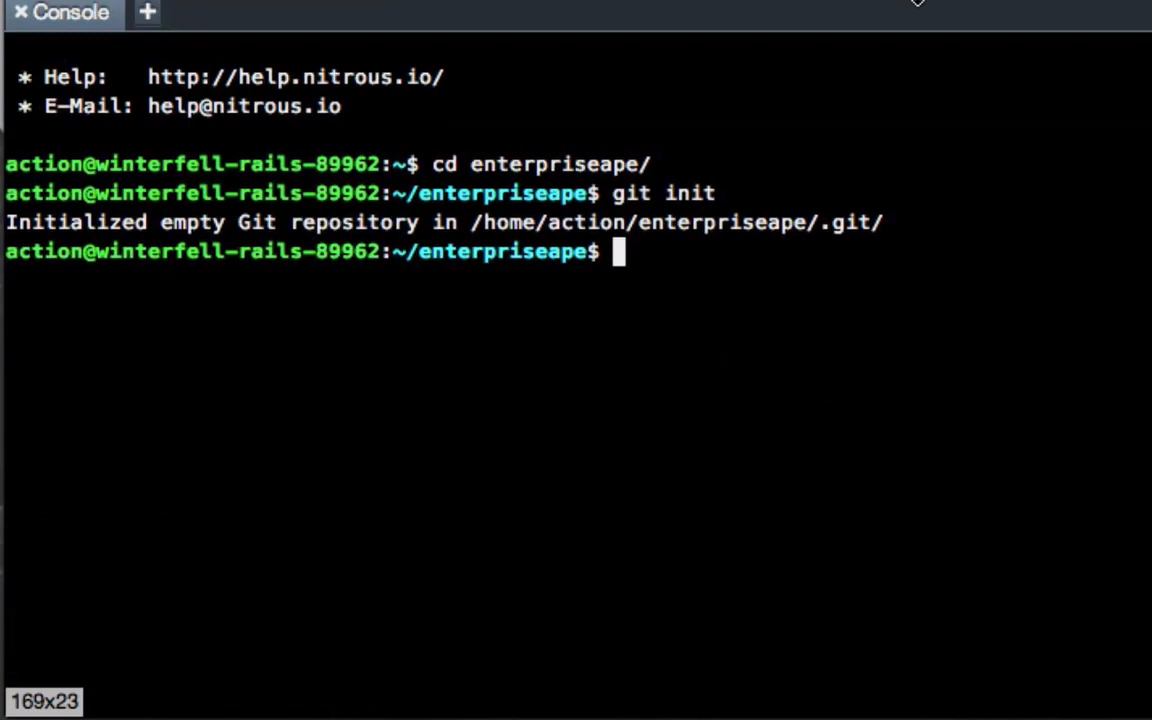 × Console +
* Help:   http://help.nitrous.io/
* E-Mail: help@nitrous.io
action@winterfell-rails-89962:~$ cd enterpriseape/
action@winterfell-rails-89962:~/enterpriseape$ git init
Initialized empty Git repository in /home/action/enterpriseape/.git/
action@winterfell-rails-89962:~/enterpriseape$
169x23